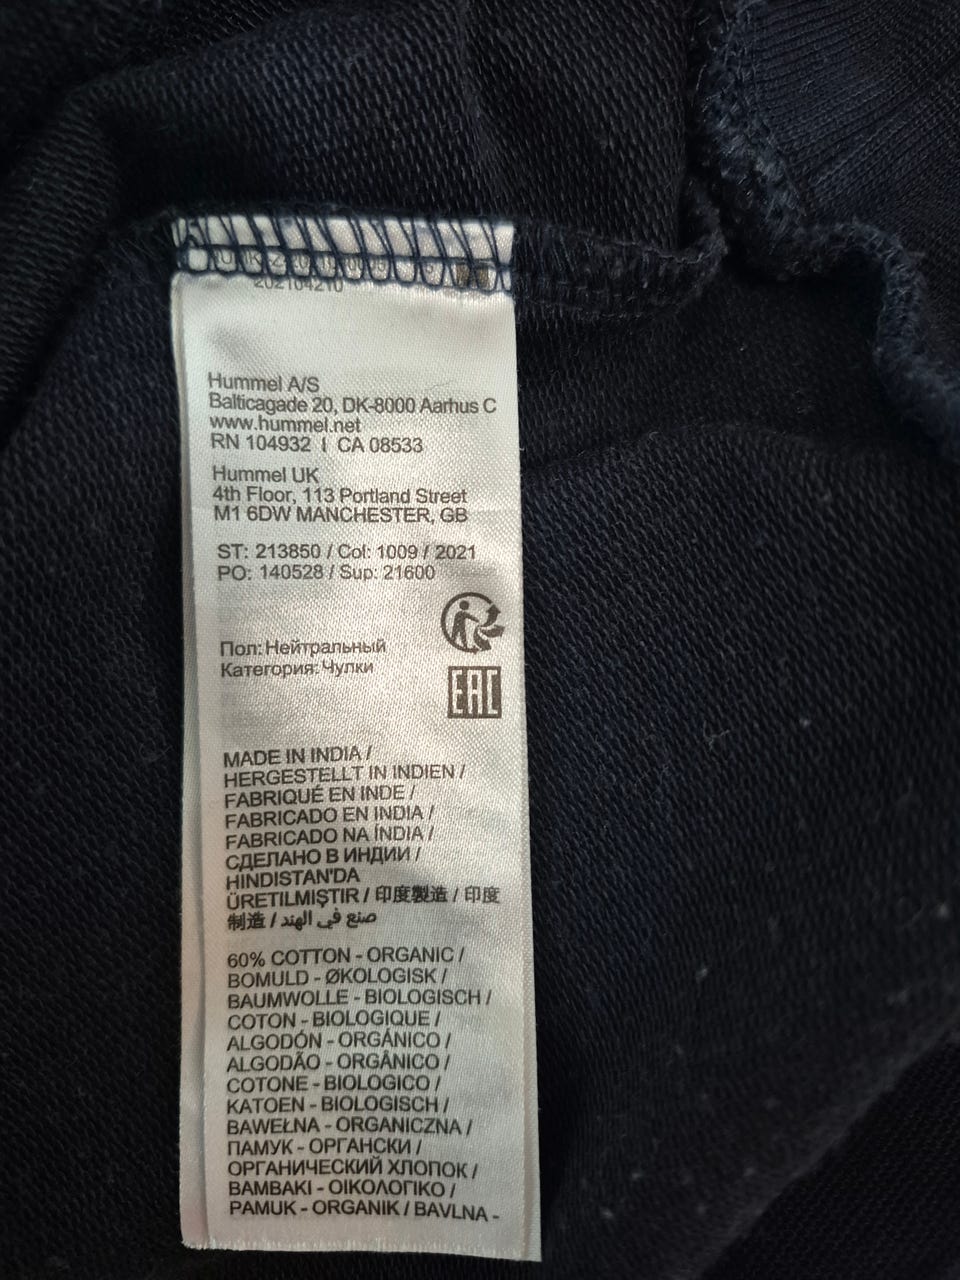 202104210
Hummel A/S
Balticagade 20, DK-8000 Aarhus C
www.hummel.net
RN 104932 | CA 08533
Hummel UK
4th Floor, 113 Portland Street
M1 6DW MANCHESTER, GB
ST: 213850 / Col: 1009 / 2021
PO: 140528 / Sup: 21600
Пол: Нейтральный
Категория: Чулки
EAC
MADE IN INDIA /
HERGESTELLT IN INDIEN /
FABRIQUÉ EN INDE /
FABRICADO EN INDIA /
FABRICADO NA ÍNDIA /
СДЕЛАНО В ИНДИИ /
HINDISTAN'DA
ÜRETILMIŞTIR / 印度製造 / 印度
制造 / صنع في الهند
60% COTTON - ORGANIC /
BOMULD - ØKOLOGISK /
BAUMWOLLE - BIOLOGISCH /
COTON - BIOLOGIQUE /
ALGODÓN - ORGÁNICO /
ALGODÃO - ORGÂNICO /
COTONE - BIOLOGICO /
KATOEN - BIOLOGISCH /
BAWEŁNA - ORGANICZNA /
ПАМУК - ОРГАНСКИ /
ОРГАНИЧЕСКИЙ ХЛОПОК /
ΒΑΜΒΑΚΙ - ΟΙΚΟΛΟΓΙΚΟ /
PAMUK - ORGANIK / BAVLNA -